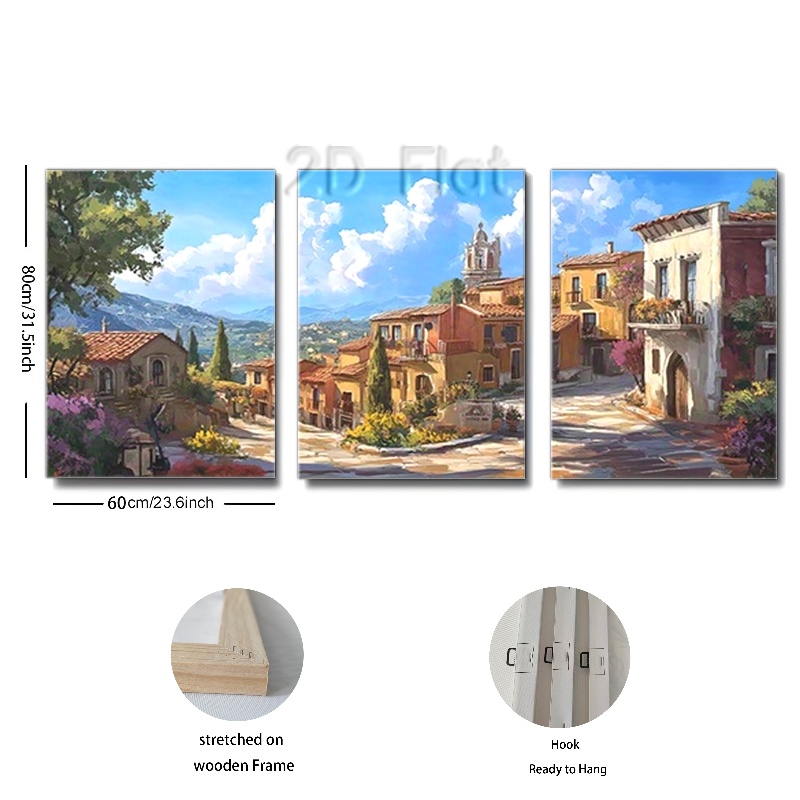 2D Flat
80cm/31.5inch
60cm/23.6inch
stretched on
wooden Frame
Hook
Ready to Hang